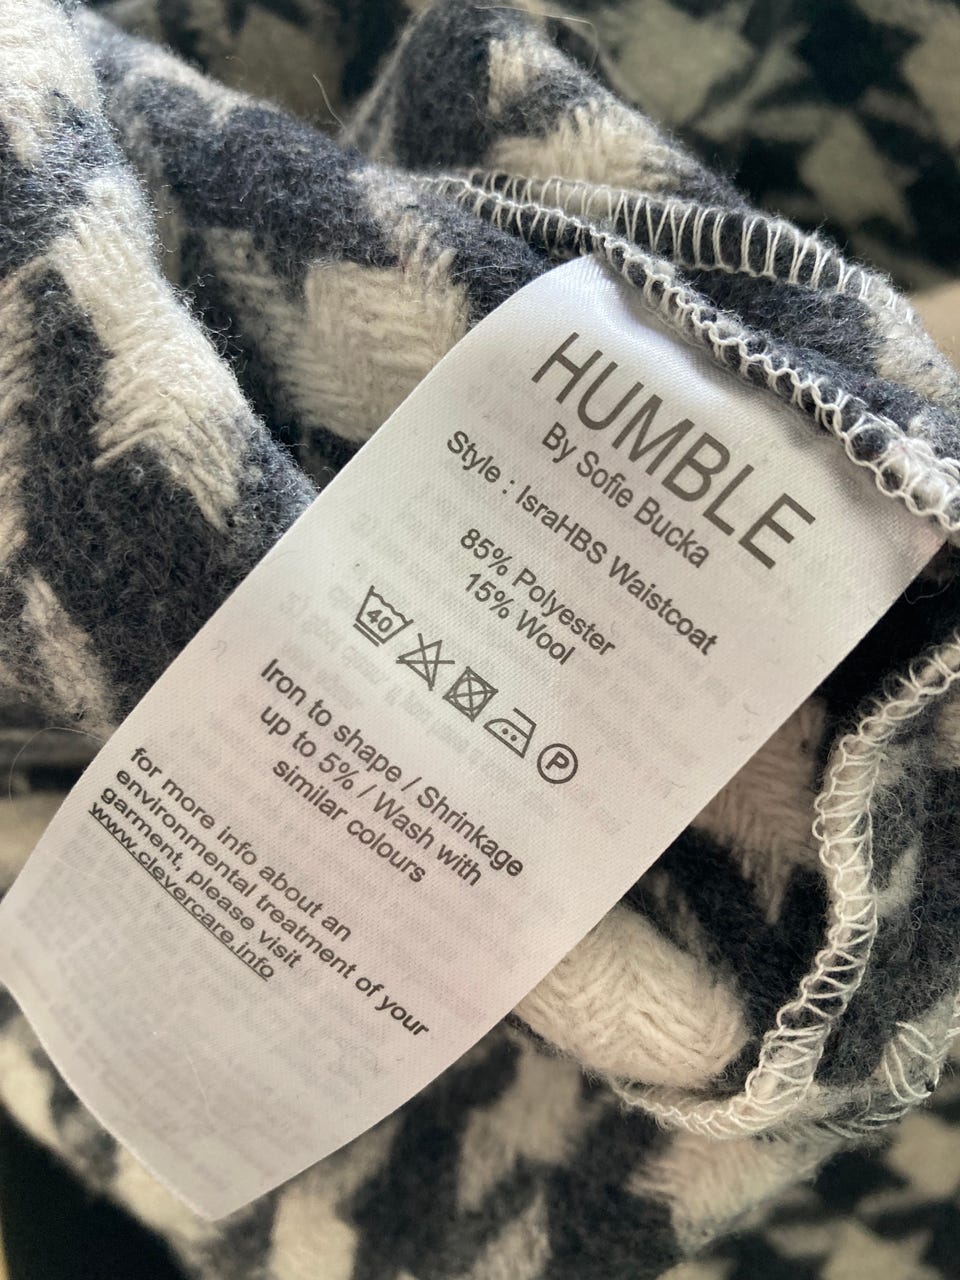 HUMBLE
By Sofie Bucka
Style : IsraHBS Waistcoat
85% Polyester
15% Wool
40
P
Iron to shape / Shrinkage
up to 5% / Wash with
similar colours
for more info about an
environmental treatment of your
garment, please visit
www.clevercare.info